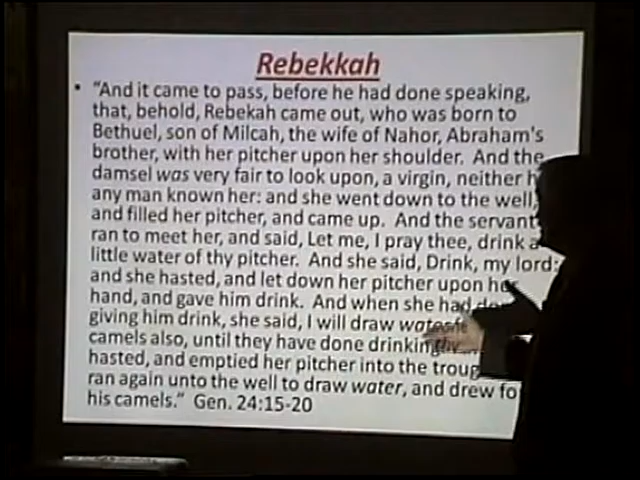 Rebekkah
• "And it came to pass, before he had done speaking,
that, behold, Rebekah came out, who was born to
Bethuel, son of Milcah, the wife of Nahor, Abraham's
brother, with her pitcher upon her shoulder. And the
damsel was very fair to look upon, a virgin, neither
any man known her: and she went down to the well,
and filled her pitcher, and came up. And the servant
ran to meet her, and said, Let me, I pray thee, drink a
little water of thy pitcher. And she said, Drink, my lord:
and she hasted, and let down her pitcher upon her
hand, and gave him drink. And when she had
giving him drink, she said, I will draw water
camels also, until they have done drinking
hasted, and emptied her pitcher into the
ran again unto the well to draw water, and drew
his camels." Gen. 24:15-20